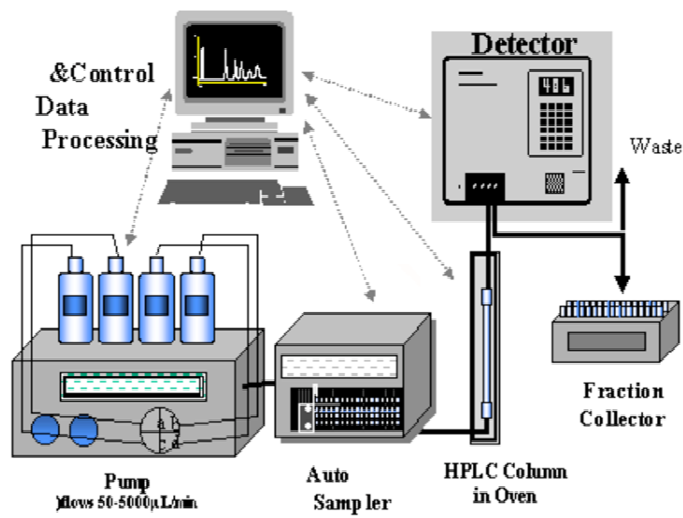 Detector
&Control
Data
Processing
Waste
Fraction
Collector
HPLC Column
in Oven
Auto
Sampler
Pump
)flows 50-5000µL/min